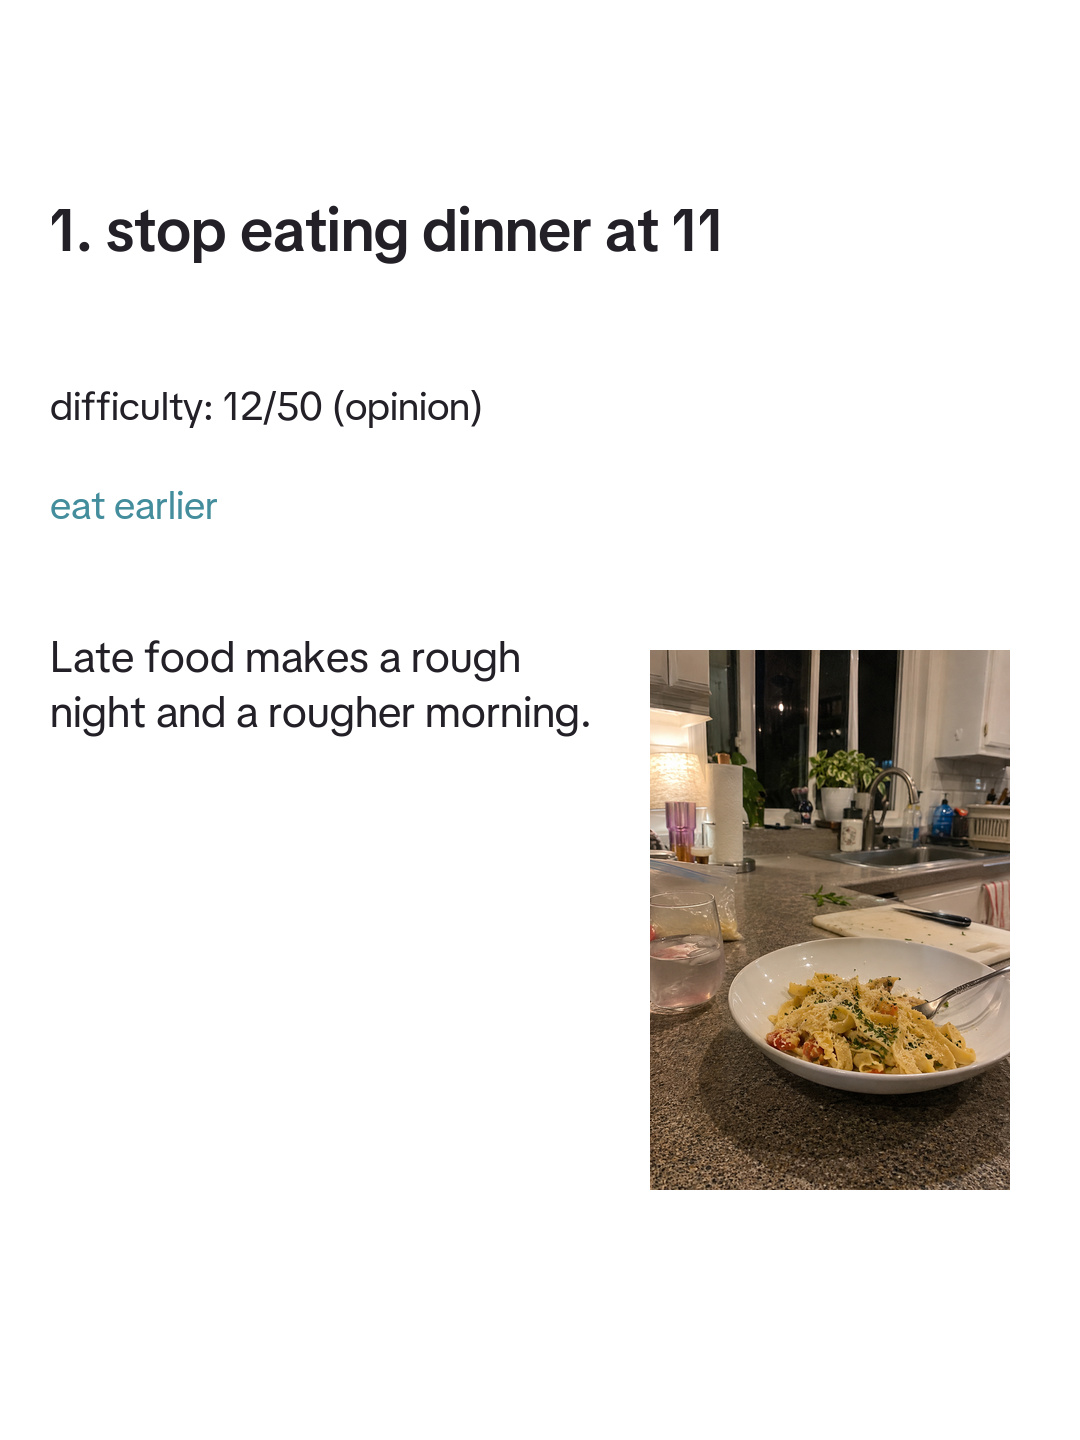 1. stop eating dinner at 11
difficulty: 12/50 (opinion)
eat earlier
Late food makes a rough
night and a rougher morning.